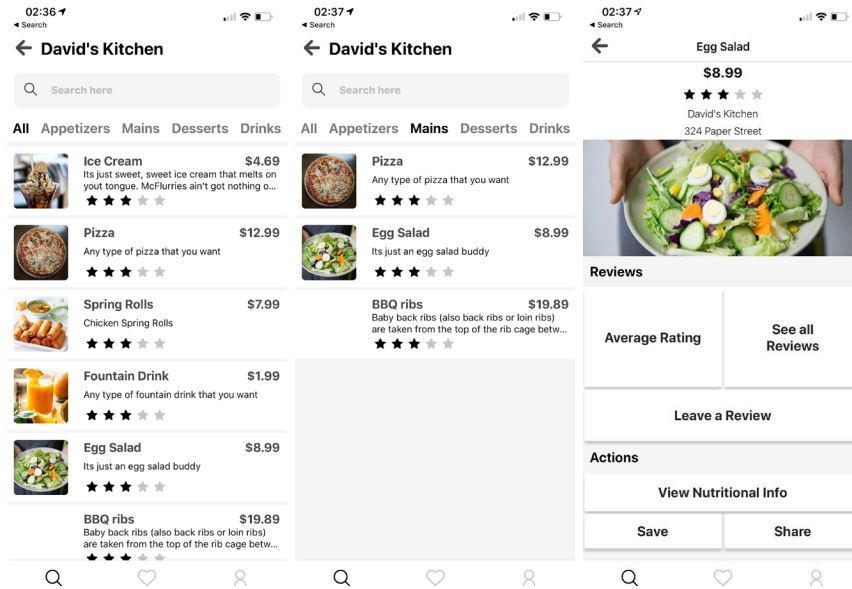 02:36
◄ Search
David's Kitchen
Search here
All Appetizers Mains Desserts Drinks
Ice Cream $4.69
Its just sweet, sweet ice cream that melts on
yout tongue. McFlurries ain't got nothing o...
Pizza $12.99
Any type of pizza that you want
Spring Rolls $7.99
Chicken Spring Rolls
Fountain Drink $1.99
Any type of fountain drink that you want
Egg Salad $8.99
Its just an egg salad buddy
BBQ ribs $19.89
Baby back ribs (also back ribs or loin ribs)
are taken from the top of the rib cage betw...
02:37
◄ Search
David's Kitchen
Search here
All Appetizers Mains Desserts Drinks
Pizza $12.99
Any type of pizza that you want
Egg Salad $8.99
Its just an egg salad buddy
BBQ ribs $19.89
Baby back ribs (also back ribs or loin ribs)
are taken from the top of the rib cage betw...
02:37
◄ Search
Egg Salad
$8.99
David's Kitchen
324 Paper Street
Reviews
Average Rating
See all
Reviews
Leave a Review
Actions
View Nutritional Info
Save Share